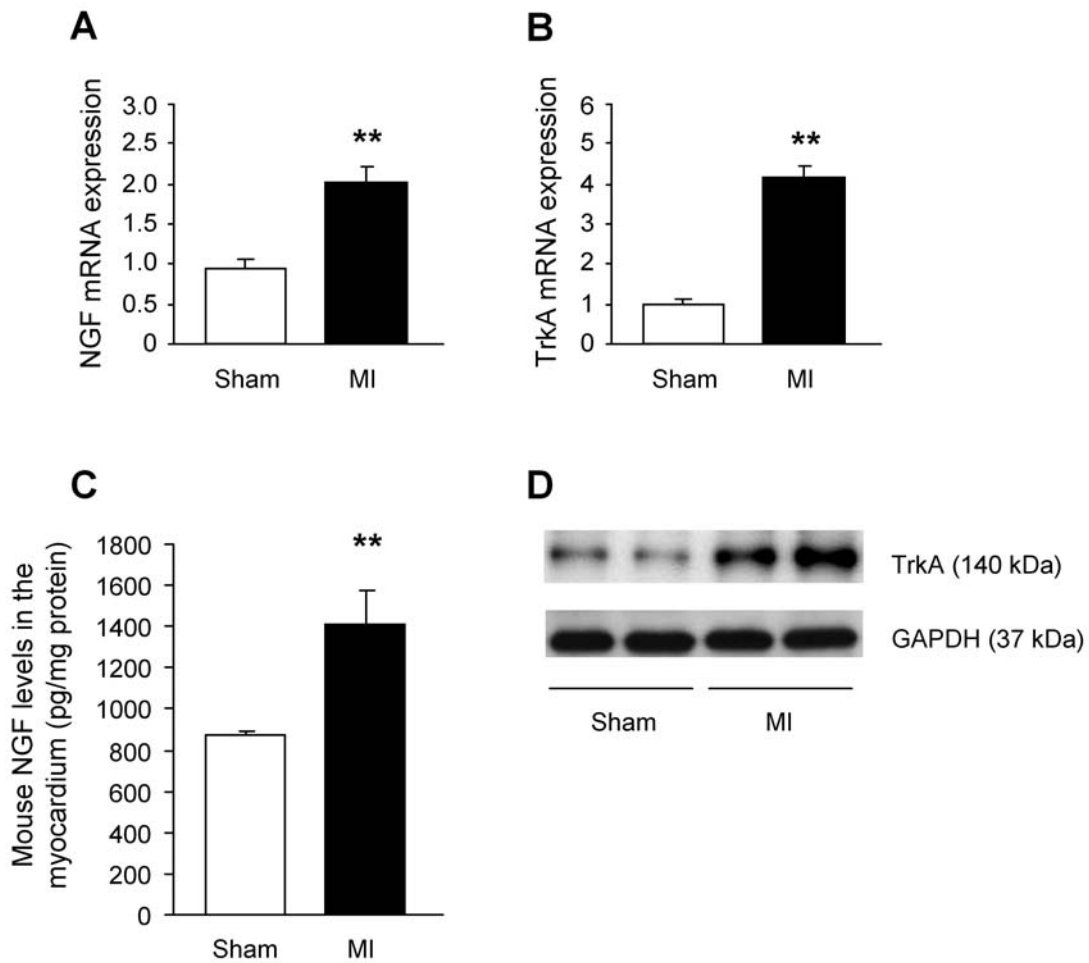 A
NGF mRNA expression
3.0
2.5
2.0
1.5
1.0
0.5
0
**
Sham MI
B
TrkA mRNA expression
6
5
4
3
2
1
0
**
Sham MI
C
Mouse NGF levels in the
myocardium (pg/mg protein)
1800
1600
1400
1200
1000
800
600
400
200
0
**
Sham MI
D
TrkA (140 kDa)
GAPDH (37 kDa)
Sham MI